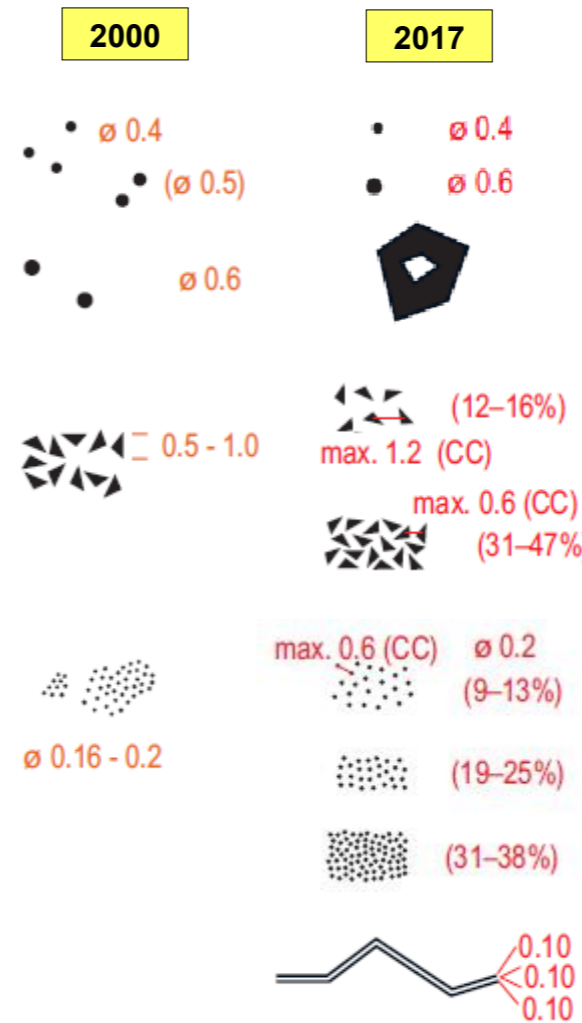 2000 2017
ø 0.4 ø 0.4
(ø 0.5) ø 0.6
ø 0.6
(12–16%)
0.5 - 1.0 max. 1.2 (CC)
max. 0.6 (CC)
(31–47%
max. 0.6 (CC) ø 0.2
(9–13%)
ø 0.16 - 0.2 (19–25%)
(31–38%)
0.10
0.10
0.10